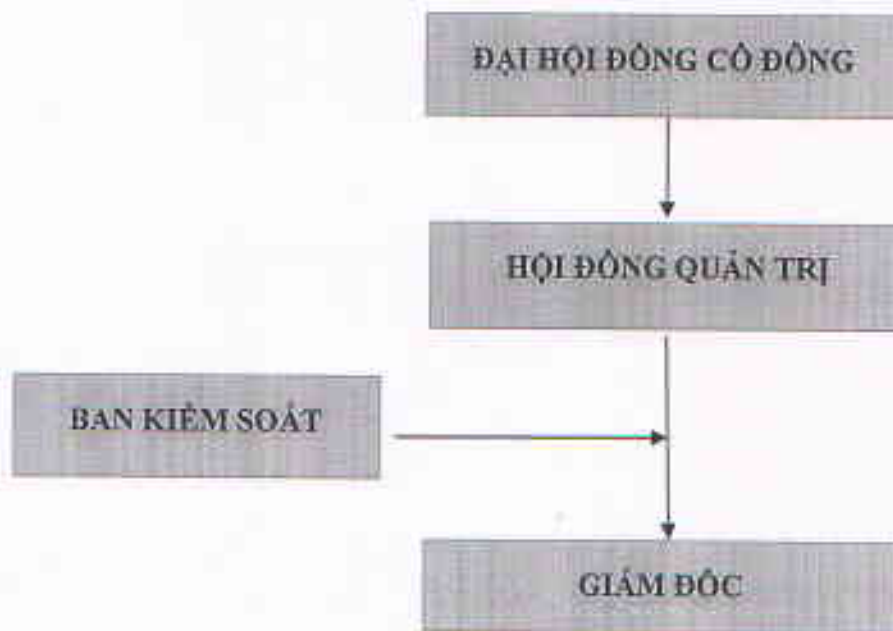 ĐẠI HỘI ĐỒNG CỔ ĐÔNG
HỘI ĐỒNG QUẢN TRỊ
BAN KIỂM SOÁT
GIÁM ĐỐC